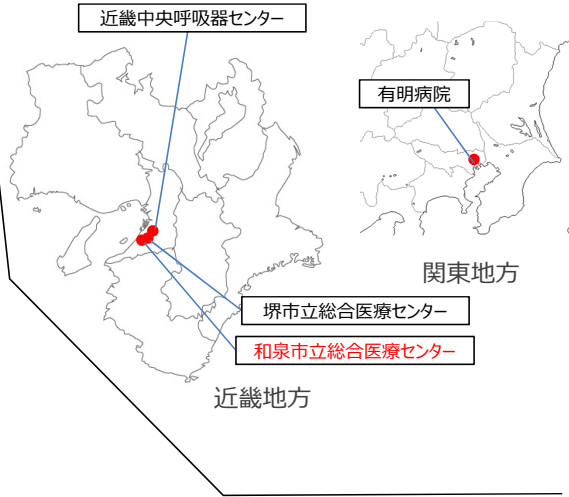 近畿中央呼吸器センター
有明病院
関東地方
堺市立総合医療センター
和泉市立総合医療センター
近畿地方